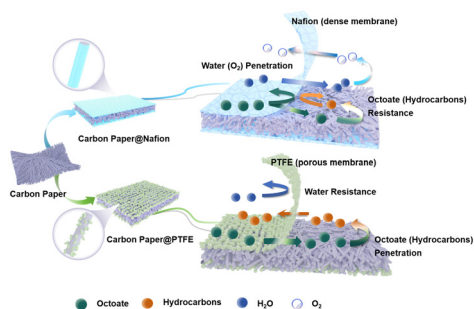 Nafion (dense membrane)
Water (O₂) Penetration
Octoate (Hydrocarbons)
Resistance
Carbon Paper@Nafion
PTFE (porous membrane)
Carbon Paper
Water Resistance
Carbon Paper@PTFE
Octoate (Hydrocarbons)
Penetration
Octoate Hydrocarbons H₂O O₂